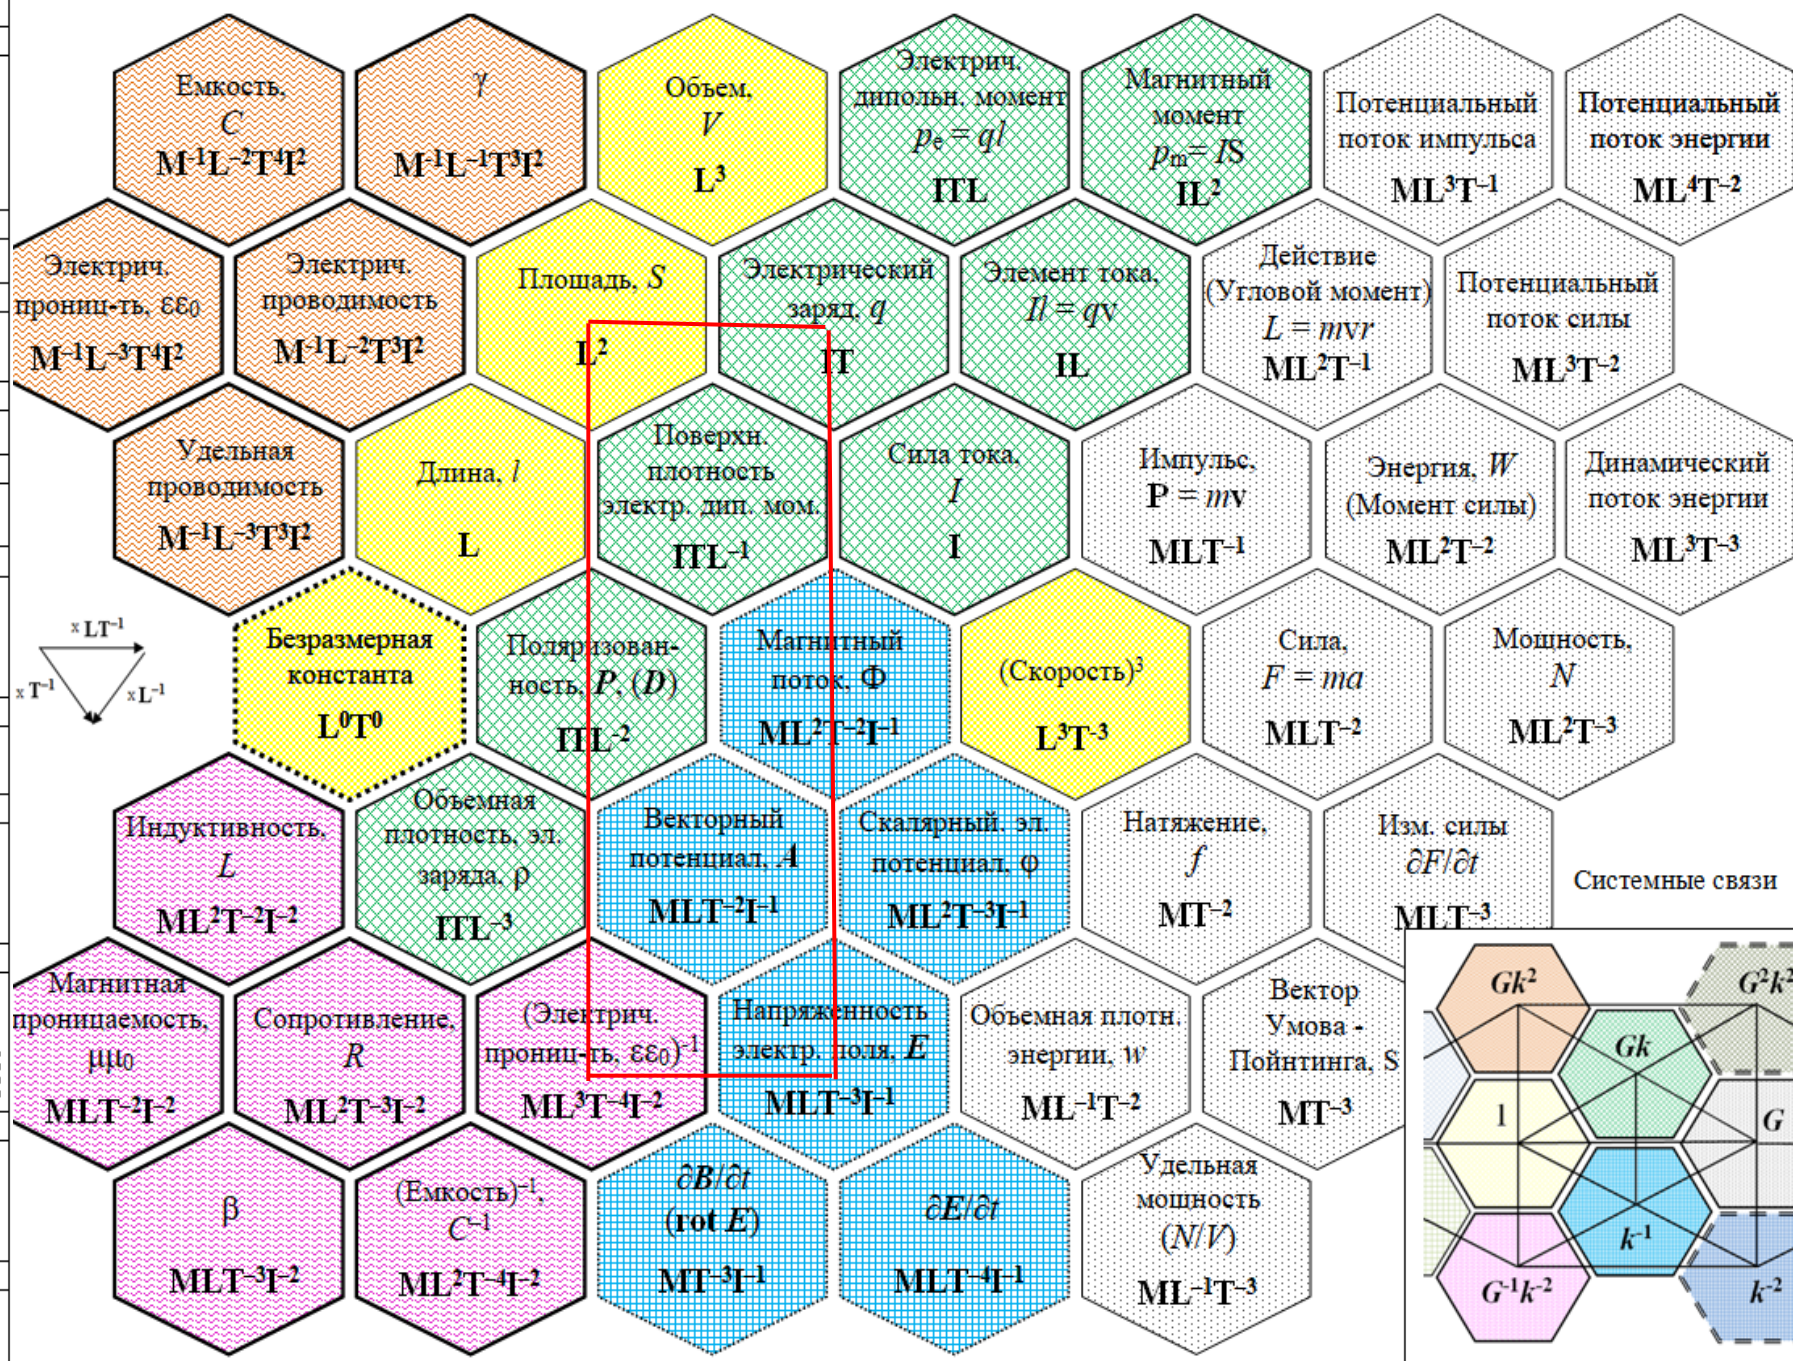 Емкость,
C
M⁻¹L⁻²T⁴I²
γ
M⁻¹L⁻¹T³I²
Объем,
V
L³
Электрич.
дипольн. момент
pₑ = ql
ITL
Магнитный
момент
pₘ= IS
IL²
Потенциальный
поток импульса
ML³T⁻¹
Потенциальный
поток энергии
ML⁴T⁻²
Электрич.
прониц-ть, εε₀
M⁻¹L⁻³T⁴I²
Электрич.
проводимость
M⁻¹L⁻²T³I²
Площадь, S
L²
Электрический
заряд, q
IT
Элемент тока,
Il = qv
IL
Действие
(Угловой момент)
L = mvr
ML²T⁻¹
Потенциальный
поток силы
ML³T⁻²
Удельная
проводимость
M⁻¹L⁻³T³I²
Длина, l
L
Поверхн.
плотность
электр. дип. мом.
ITL⁻¹
Сила тока,
I
I
Импульс,
P = mv
MLT⁻¹
Энергия, W
(Момент силы)
ML²T⁻²
Динамический
поток энергии
ML³T⁻³
x LT⁻¹
x T⁻¹
x L⁻¹
Безразмерная
константа
L⁰T⁰
Поляризован-
ность, P, (D)
ITL⁻²
Магнитный
поток, Φ
ML²T⁻²I⁻¹
(Скорость)³
L³T⁻³
Сила,
F = ma
MLT⁻²
Мощность,
N
ML²T⁻³
Индуктивность,
L
ML²T⁻²I⁻²
Объемная
плотность, эл.
заряда, ρ
ITL⁻³
Векторный
потенциал, A
MLT⁻²I⁻¹
Скалярный. эл.
потенциал, φ
ML²T⁻³I⁻¹
Натяжение,
f
MT⁻²
Изм. силы
∂F/∂t
MLT⁻³
Системные связи
Магнитная
проницаемость,
μμ₀
MLT⁻²I⁻²
Сопротивление,
R
ML²T⁻³I⁻²
(Электрич.
прониц-ть, εε₀)⁻¹
ML³T⁻⁴I⁻²
Напряженность
электр. поля, E
MLT⁻³I⁻¹
Объемная плотн.
энергии, w
ML⁻¹T⁻²
Вектор
Умова -
Пойнтинга, S
MT⁻³
β
MLT⁻³I⁻²
(Емкость)⁻¹,
C⁻¹
ML²T⁻⁴I⁻²
∂B/∂t
(rot E)
MT⁻³I⁻¹
∂E/∂t
MLT⁻⁴I⁻¹
Удельная
мощность
(N/V)
ML⁻¹T⁻³
Gk²
G²k²
Gk
1
G
k⁻¹
G⁻¹k⁻²
k⁻²